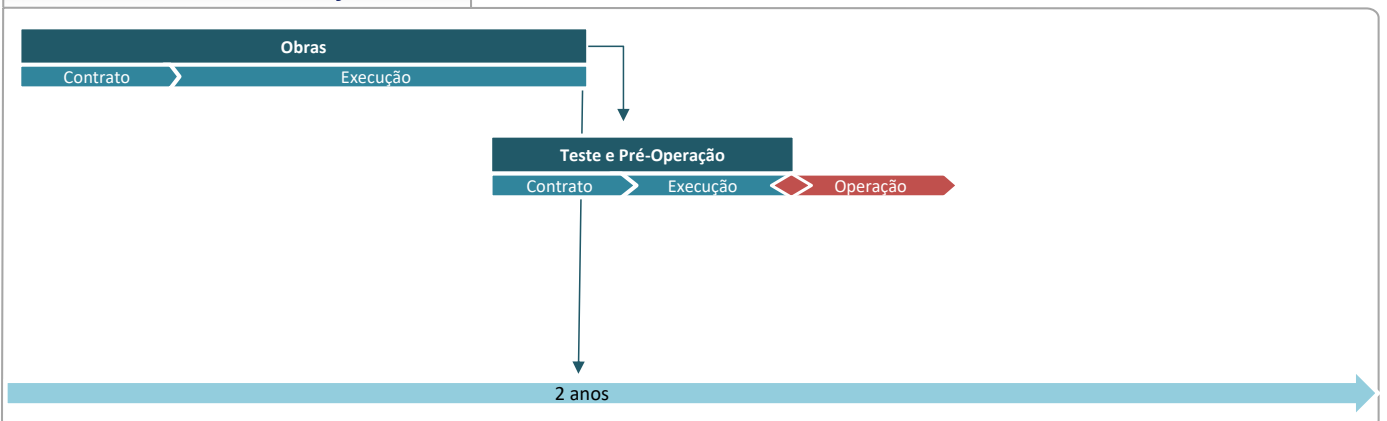 Obras
Contrato Execução
Teste e Pré-Operação
Contrato Execução Operação
2 anos